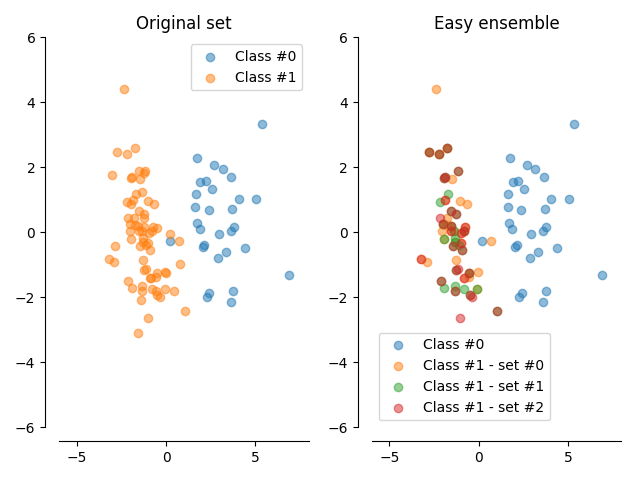 Original set
Easy ensemble
6
4
2
0
−2
−4
−6
−5
0
5
Class #0
Class #1
6
4
2
0
−2
−4
−6
−5
0
5
Class #0
Class #1 - set #0
Class #1 - set #1
Class #1 - set #2